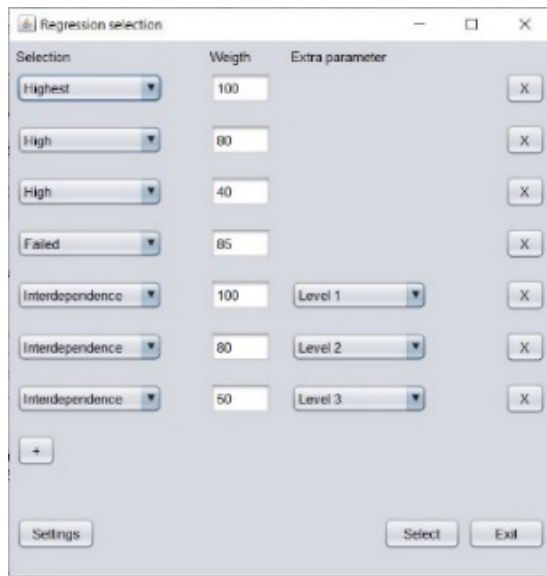 Regression selection
Selection Weigth Extra parameter
Highest 100 X
High 80 X
High 40 X
Failed 85 X
Interdependence 100 Level 1 X
Interdependence 80 Level 2 X
Interdependence 50 Level 3 X
+
Settings Select Exit